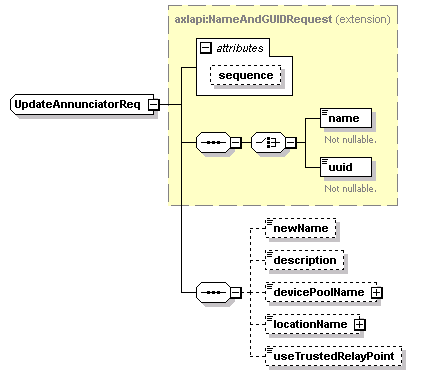 axlapi:NameAndGUIDRequest (extension)
attributes
sequence
UpdateAnnunciatorReq
name
Not nullable.
uuid
Not nullable.
newName
description
devicePoolName
locationName
useTrustedRelayPoint